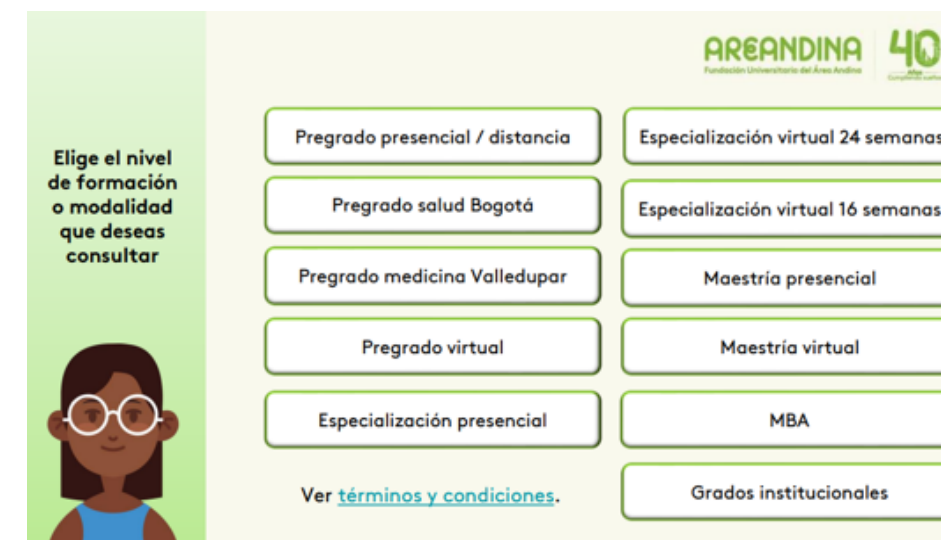 AREANDINA
Fundación Universitaria del Área Andina
40
Años
Elige el nivel
de formación
o modalidad
que deseas
consultar
Pregrado presencial / distancia
Pregrado salud Bogotá
Pregrado medicina Valledupar
Pregrado virtual
Especialización presencial
Ver términos y condiciones.
Especialización virtual 24 semanas
Especialización virtual 16 semanas
Maestría presencial
Maestría virtual
MBA
Grados institucionales